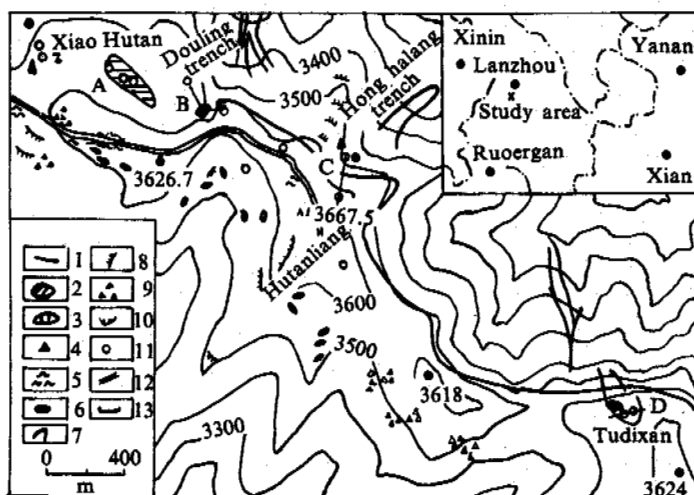 Xiao Hutan
Douling
trench
3400
3500
Hong halang
trench
A
B
C
3626.7
3667.5
Hutanliang
3600
3500
3618
3300
D
Tudixan
3624
Xinin
Yanan
Lanzhou
Study area
Ruoergan
Xian
1
8
2
9
3
10
4
11
5
12
6
13
7
0
400
m